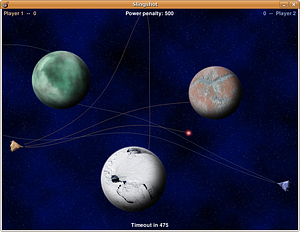 Slingshot
Player 1 -- 0 Power penalty: 500 0 -- Player 2
Timeout in 475